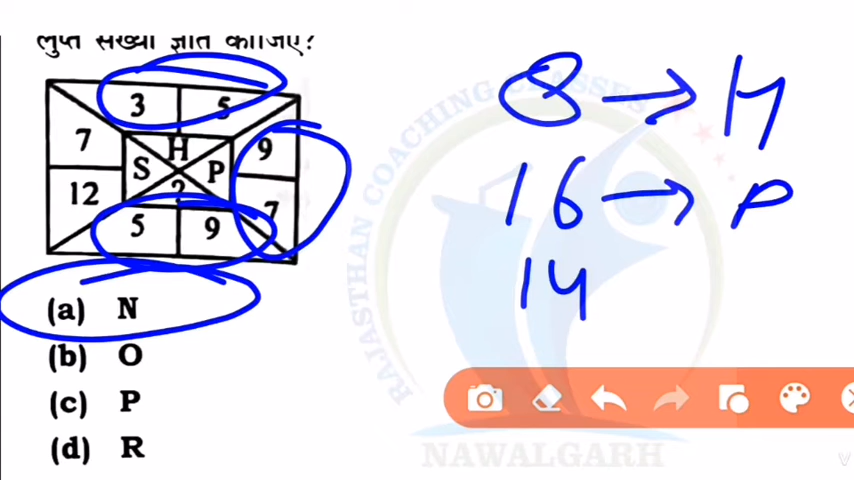 लुप्त संख्या ज्ञात कीजिए?
3 5
7 H 9
S P
12 ? 7
5 9
(a) N
(b) O
(c) P
(d) R
8 → H
16 → P
14
RAJASTHAN COACHING CLASSES
NAWALGARH